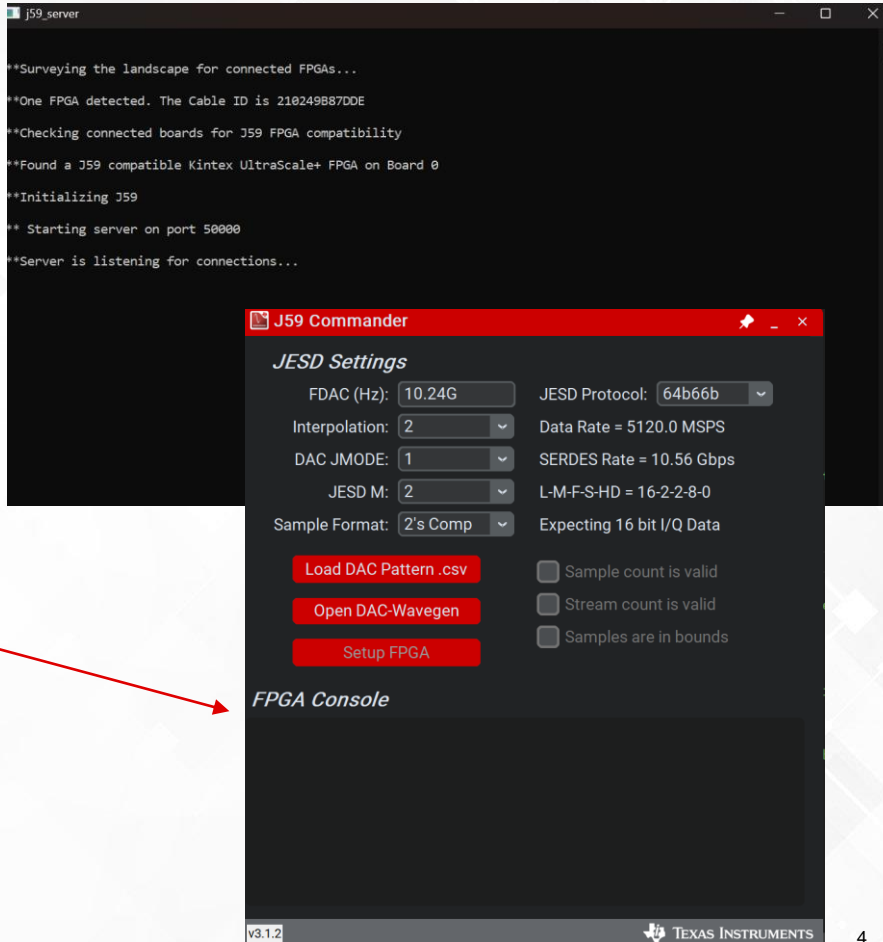 j59_server
**Surveying the landscape for connected FPGAs...
**One FPGA detected. The Cable ID is 210249B87DDE
**Checking connected boards for J59 FPGA compatibility
**Found a J59 compatible Kintex UltraScale+ FPGA on Board 0
**Initializing J59
** Starting server on port 50000
**Server is listening for connections...
J59 Commander
JESD Settings
FDAC (Hz): 10.24G JESD Protocol: 64b66b
Interpolation: 2 Data Rate = 5120.0 MSPS
DAC JMODE: 1 SERDES Rate = 10.56 Gbps
JESD M: 2 L-M-F-S-HD = 16-2-2-8-0
Sample Format: 2's Comp Expecting 16 bit I/Q Data
Load DAC Pattern .csv Sample count is valid
Open DAC-Wavegen Stream count is valid
Setup FPGA Samples are in bounds
FPGA Console
v3.1.2 TEXAS INSTRUMENTS
4